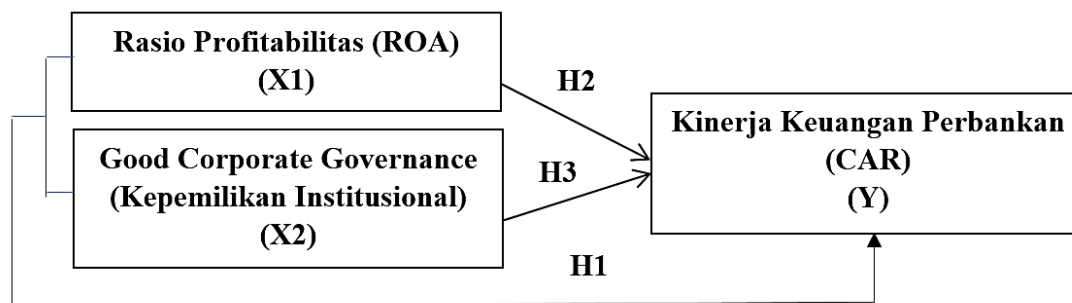 Rasio Profitabilitas (ROA)
(X1)
H2
Good Corporate Governance
(Kepemilikan Institusional)
(X2)
H3
Kinerja Keuangan Perbankan
(CAR)
(Y)
H1